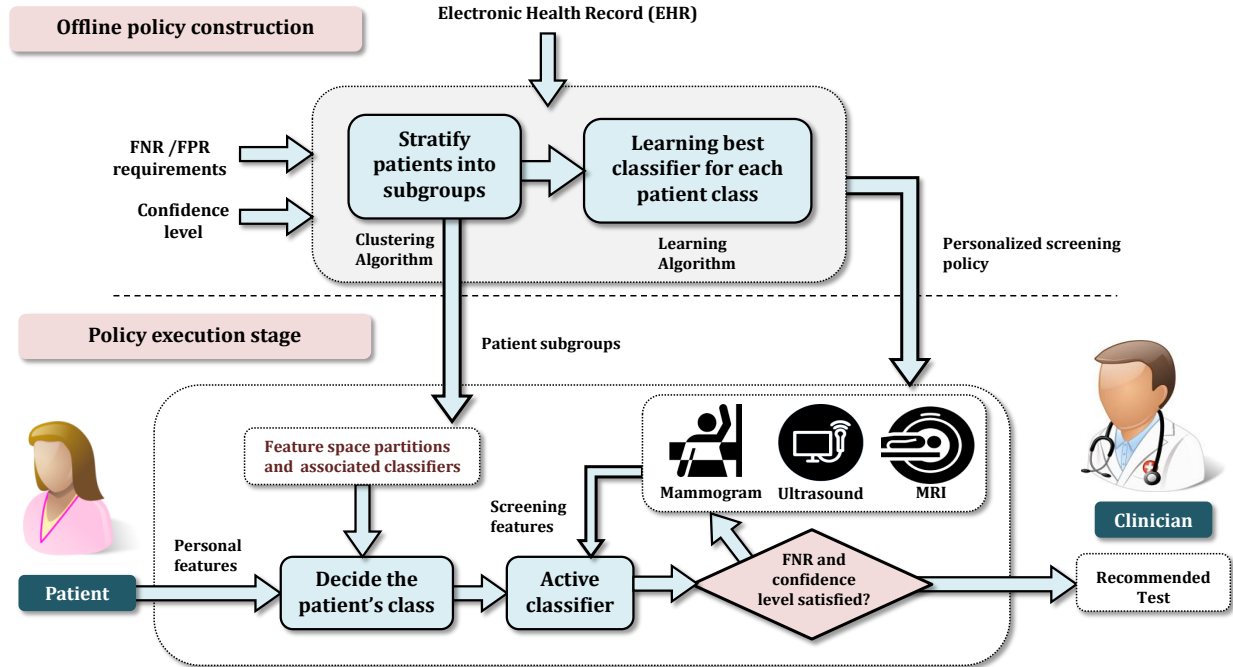 Offline policy construction
Electronic Health Record (EHR)
FNR /FPR
requirements
Confidence
level
Stratify
patients into
subgroups
Learning best
classifier for each
patient class
Clustering
Algorithm
Learning
Algorithm
Personalized screening
policy
Policy execution stage
Patient subgroups
Feature space partitions
and associated classifiers
Mammogram
Ultrasound
MRI
Screening
features
Clinician
Personal
features
Patient
Decide the
patient's class
Active
classifier
FNR and
confidence
level satisfied?
Recommended
Test